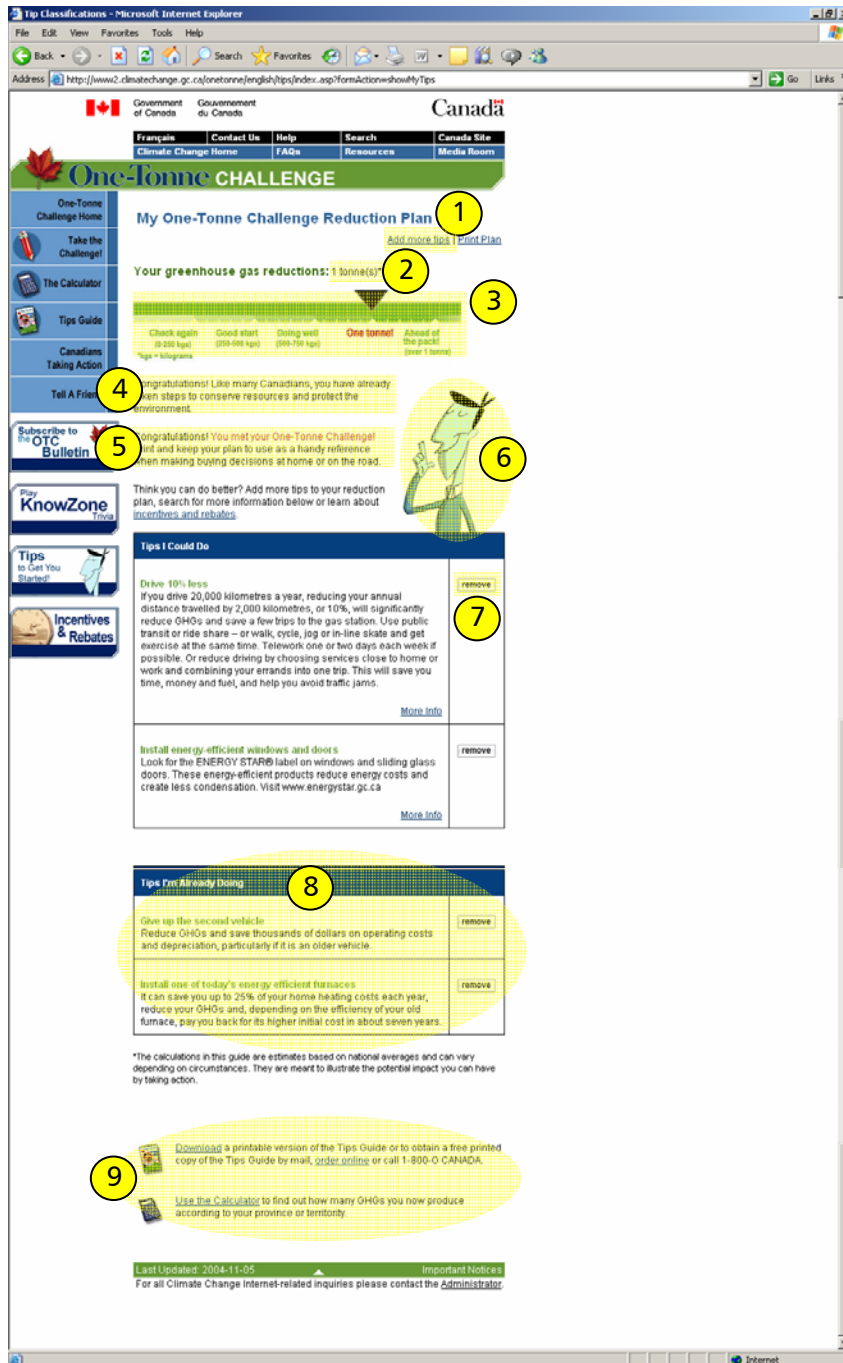 Tip Classifications - Microsoft Internet Explorer
File Edit View Favorites Tools Help
Back Search Favorites
Address http://www2.climatechange.gc.ca/onetonne/english/tips/index.asp?formAction=showMyTips Go Links
Government of Canada Gouvernement du Canada Canada
Français Contact Us Help Search Canada Site
Climate Change Home FAQs Resources Media Room
One-Tonne CHALLENGE
One-Tonne
Challenge Home
Take the
Challenge!
The Calculator
Tips Guide
Canadians
Taking Action
Tell A Friend
Subscribe to
the OTC
Bulletin
Play
KnowZone
Trivia
Tips
to Get You
Started!
Incentives
& Rebates
My One-Tonne Challenge Reduction Plan
1
Add more tips | Print Plan
Your greenhouse gas reductions: 1 tonne(s)*
2
3
Check again
(0-250 kgs)
Good start
(250-500 kgs)
Doing well
(500-750 kgs)
One tonne!
Ahead of
the pack!
(over 1 tonne)
*kgs = kilograms
4
Congratulations! Like many Canadians, you have already
taken steps to conserve resources and protect the
environment.
5
Congratulations! You met your One-Tonne Challenge!
Print and keep your plan to use as a handy reference
when making buying decisions at home or on the road.
6
Think you can do better? Add more tips to your reduction
plan, search for more information below or learn about
incentives and rebates.
Tips I Could Do
Drive 10% less
If you drive 20,000 kilometres a year, reducing your annual
distance travelled by 2,000 kilometres, or 10%, will significantly
reduce GHGs and save a few trips to the gas station. Use public
transit or ride share – or walk, cycle, jog or in-line skate and get
exercise at the same time. Telework one or two days each week if
possible. Or reduce driving by choosing services close to home or
work and combining your errands into one trip. This will save you
time, money and fuel, and help you avoid traffic jams.
More Info
remove
7
Install energy-efficient windows and doors
Look for the ENERGY STAR® label on windows and sliding glass
doors. These energy-efficient products reduce energy costs and
create less condensation. Visit www.energystar.gc.ca
More Info
remove
Tips I'm Already Doing
8
Give up the second vehicle
Reduce GHGs and save thousands of dollars on operating costs
and depreciation, particularly if it is an older vehicle.
remove
Install one of today's energy efficient furnaces
It can save you up to 25% of your home heating costs each year,
reduce your GHGs and, depending on the efficiency of your old
furnace, pay you back for its higher initial cost in about seven years.
remove
*The calculations in this guide are estimates based on national averages and can vary
depending on circumstances. They are meant to illustrate the potential impact you can have
by taking action.
9
Download a printable version of the Tips Guide or to obtain a free printed
copy of the Tips Guide by mail, order online or call 1-800-O CANADA.
Use the Calculator to find out how many GHGs you now produce
according to your province or territority.
Last Updated: 2004-11-05 Important Notices
For all Climate Change Internet-related inquiries please contact the Administrator.
Internet